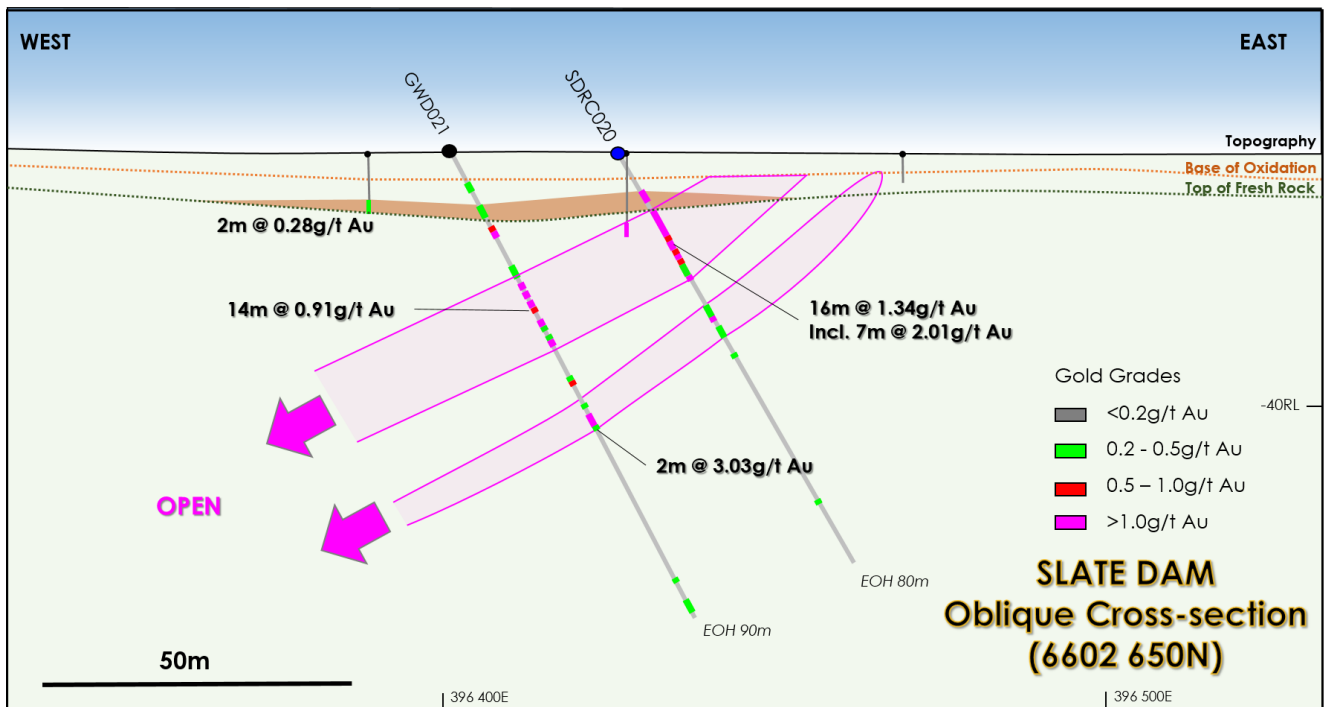 WEST
EAST
GWD021
SDRC020
Topography
Base of Oxidation
Top of Fresh Rock
2m @ 0.28g/t Au
14m @ 0.91g/t Au
16m @ 1.34g/t Au
Incl. 7m @ 2.01g/t Au
Gold Grades
<0.2g/t Au
0.2 - 0.5g/t Au
0.5 – 1.0g/t Au
>1.0g/t Au
-40RL
2m @ 3.03g/t Au
OPEN
EOH 80m
EOH 90m
SLATE DAM
Oblique Cross-section
(6602 650N)
50m
396 400E
396 500E